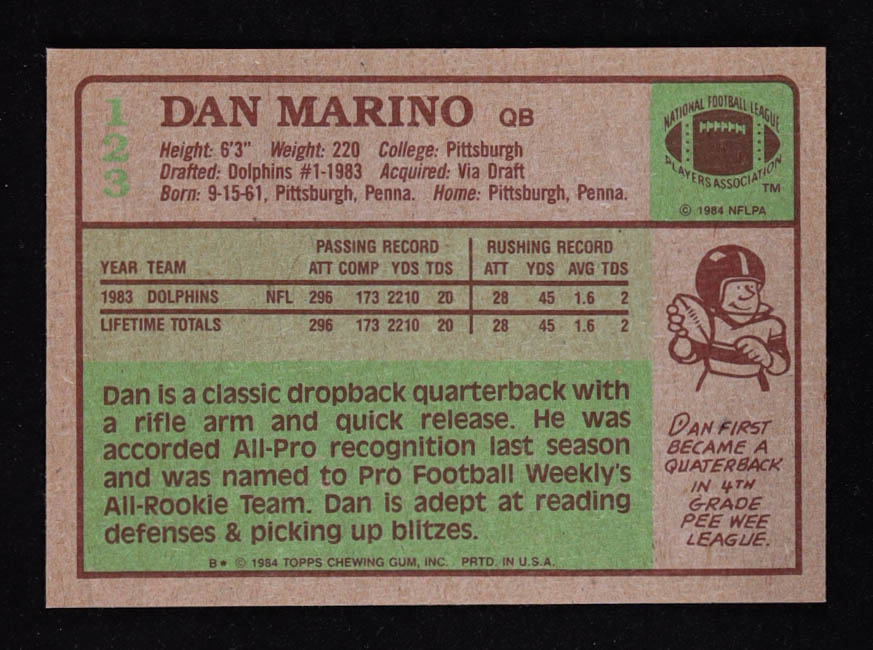 123
DAN MARINO QB
Height: 6'3" Weight: 220 College: Pittsburgh
Drafted: Dolphins #1-1983 Acquired: Via Draft
Born: 9-15-61, Pittsburgh, Penna. Home: Pittsburgh, Penna.
NATIONAL FOOTBALL LEAGUE
PLAYERS ASSOCIATION
TM
© 1984 NFLPA
PASSING RECORD RUSHING RECORD
YEAR TEAM ATT COMP YDS TDS ATT YDS AVG TDS
1983 DOLPHINS NFL 296 173 2210 20 28 45 1.6 2
LIFETIME TOTALS 296 173 2210 20 28 45 1.6 2
Dan is a classic dropback quarterback with
a rifle arm and quick release. He was
accorded All-Pro recognition last season
and was named to Pro Football Weekly's
All-Rookie Team. Dan is adept at reading
defenses & picking up blitzes.
DAN FIRST
BECAME A
QUATERBACK
IN 4TH
GRADE
PEE WEE
LEAGUE.
B* © 1984 TOPPS CHEWING GUM, INC. PRTD. IN U.S.A.